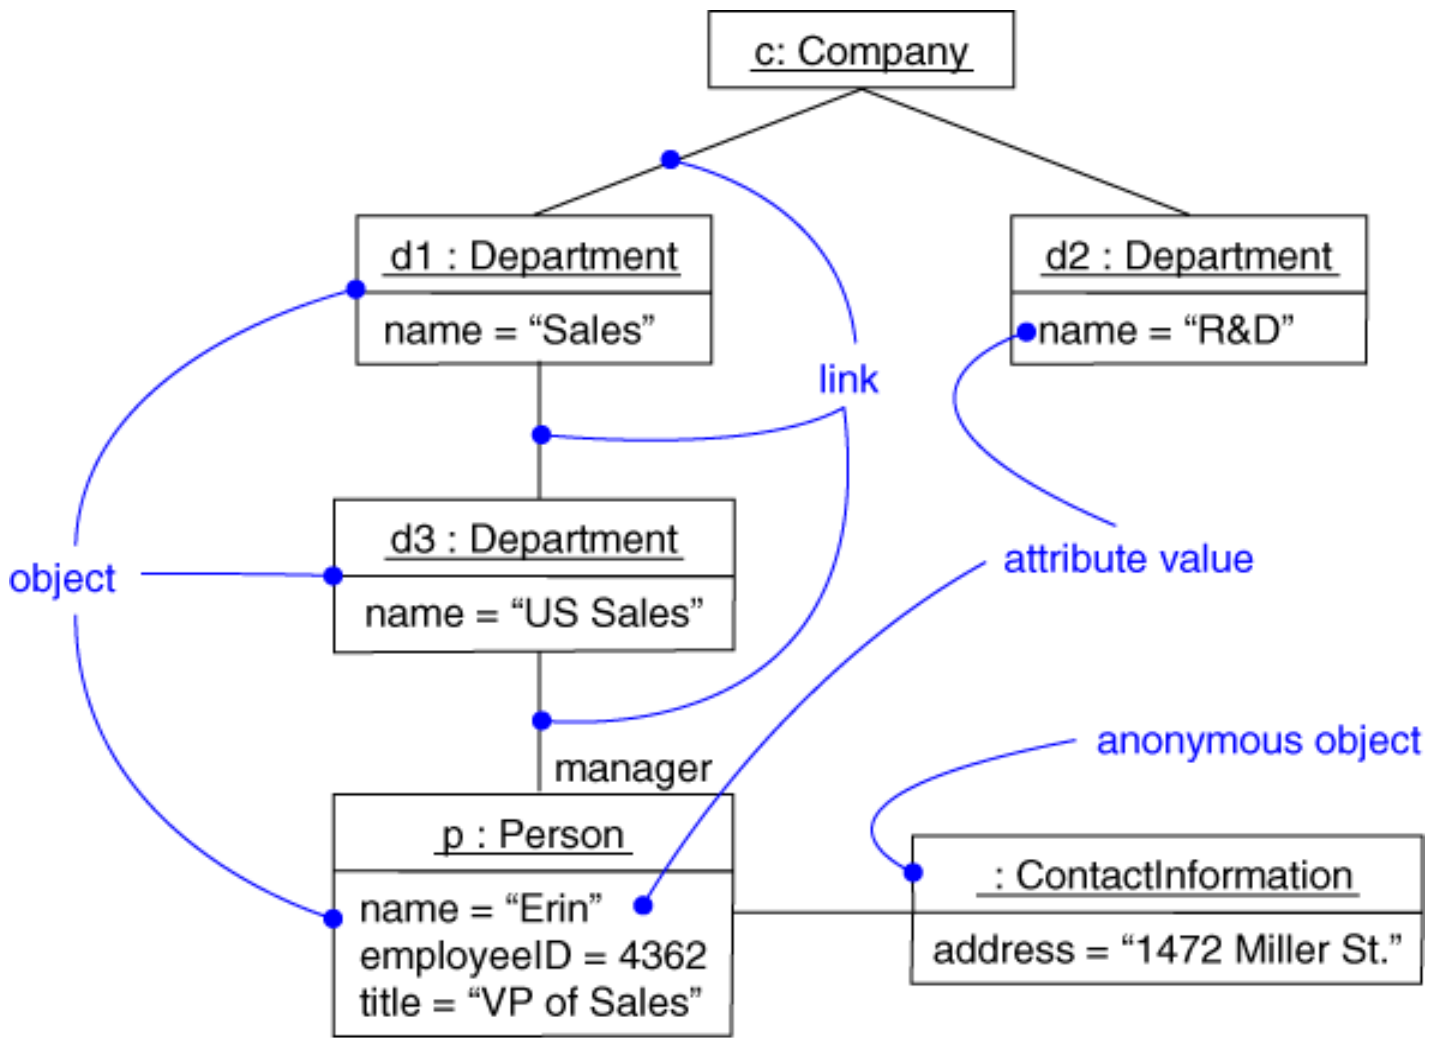 c: Company
d1 : Department
d2 : Department
name = “Sales”
name = “R&D”
link
d3 : Department
attribute value
object
name = “US Sales”
anonymous object
manager
p : Person
: ContactInformation
name = “Erin”
address = “1472 Miller St.”
employeeID = 4362
title = “VP of Sales”